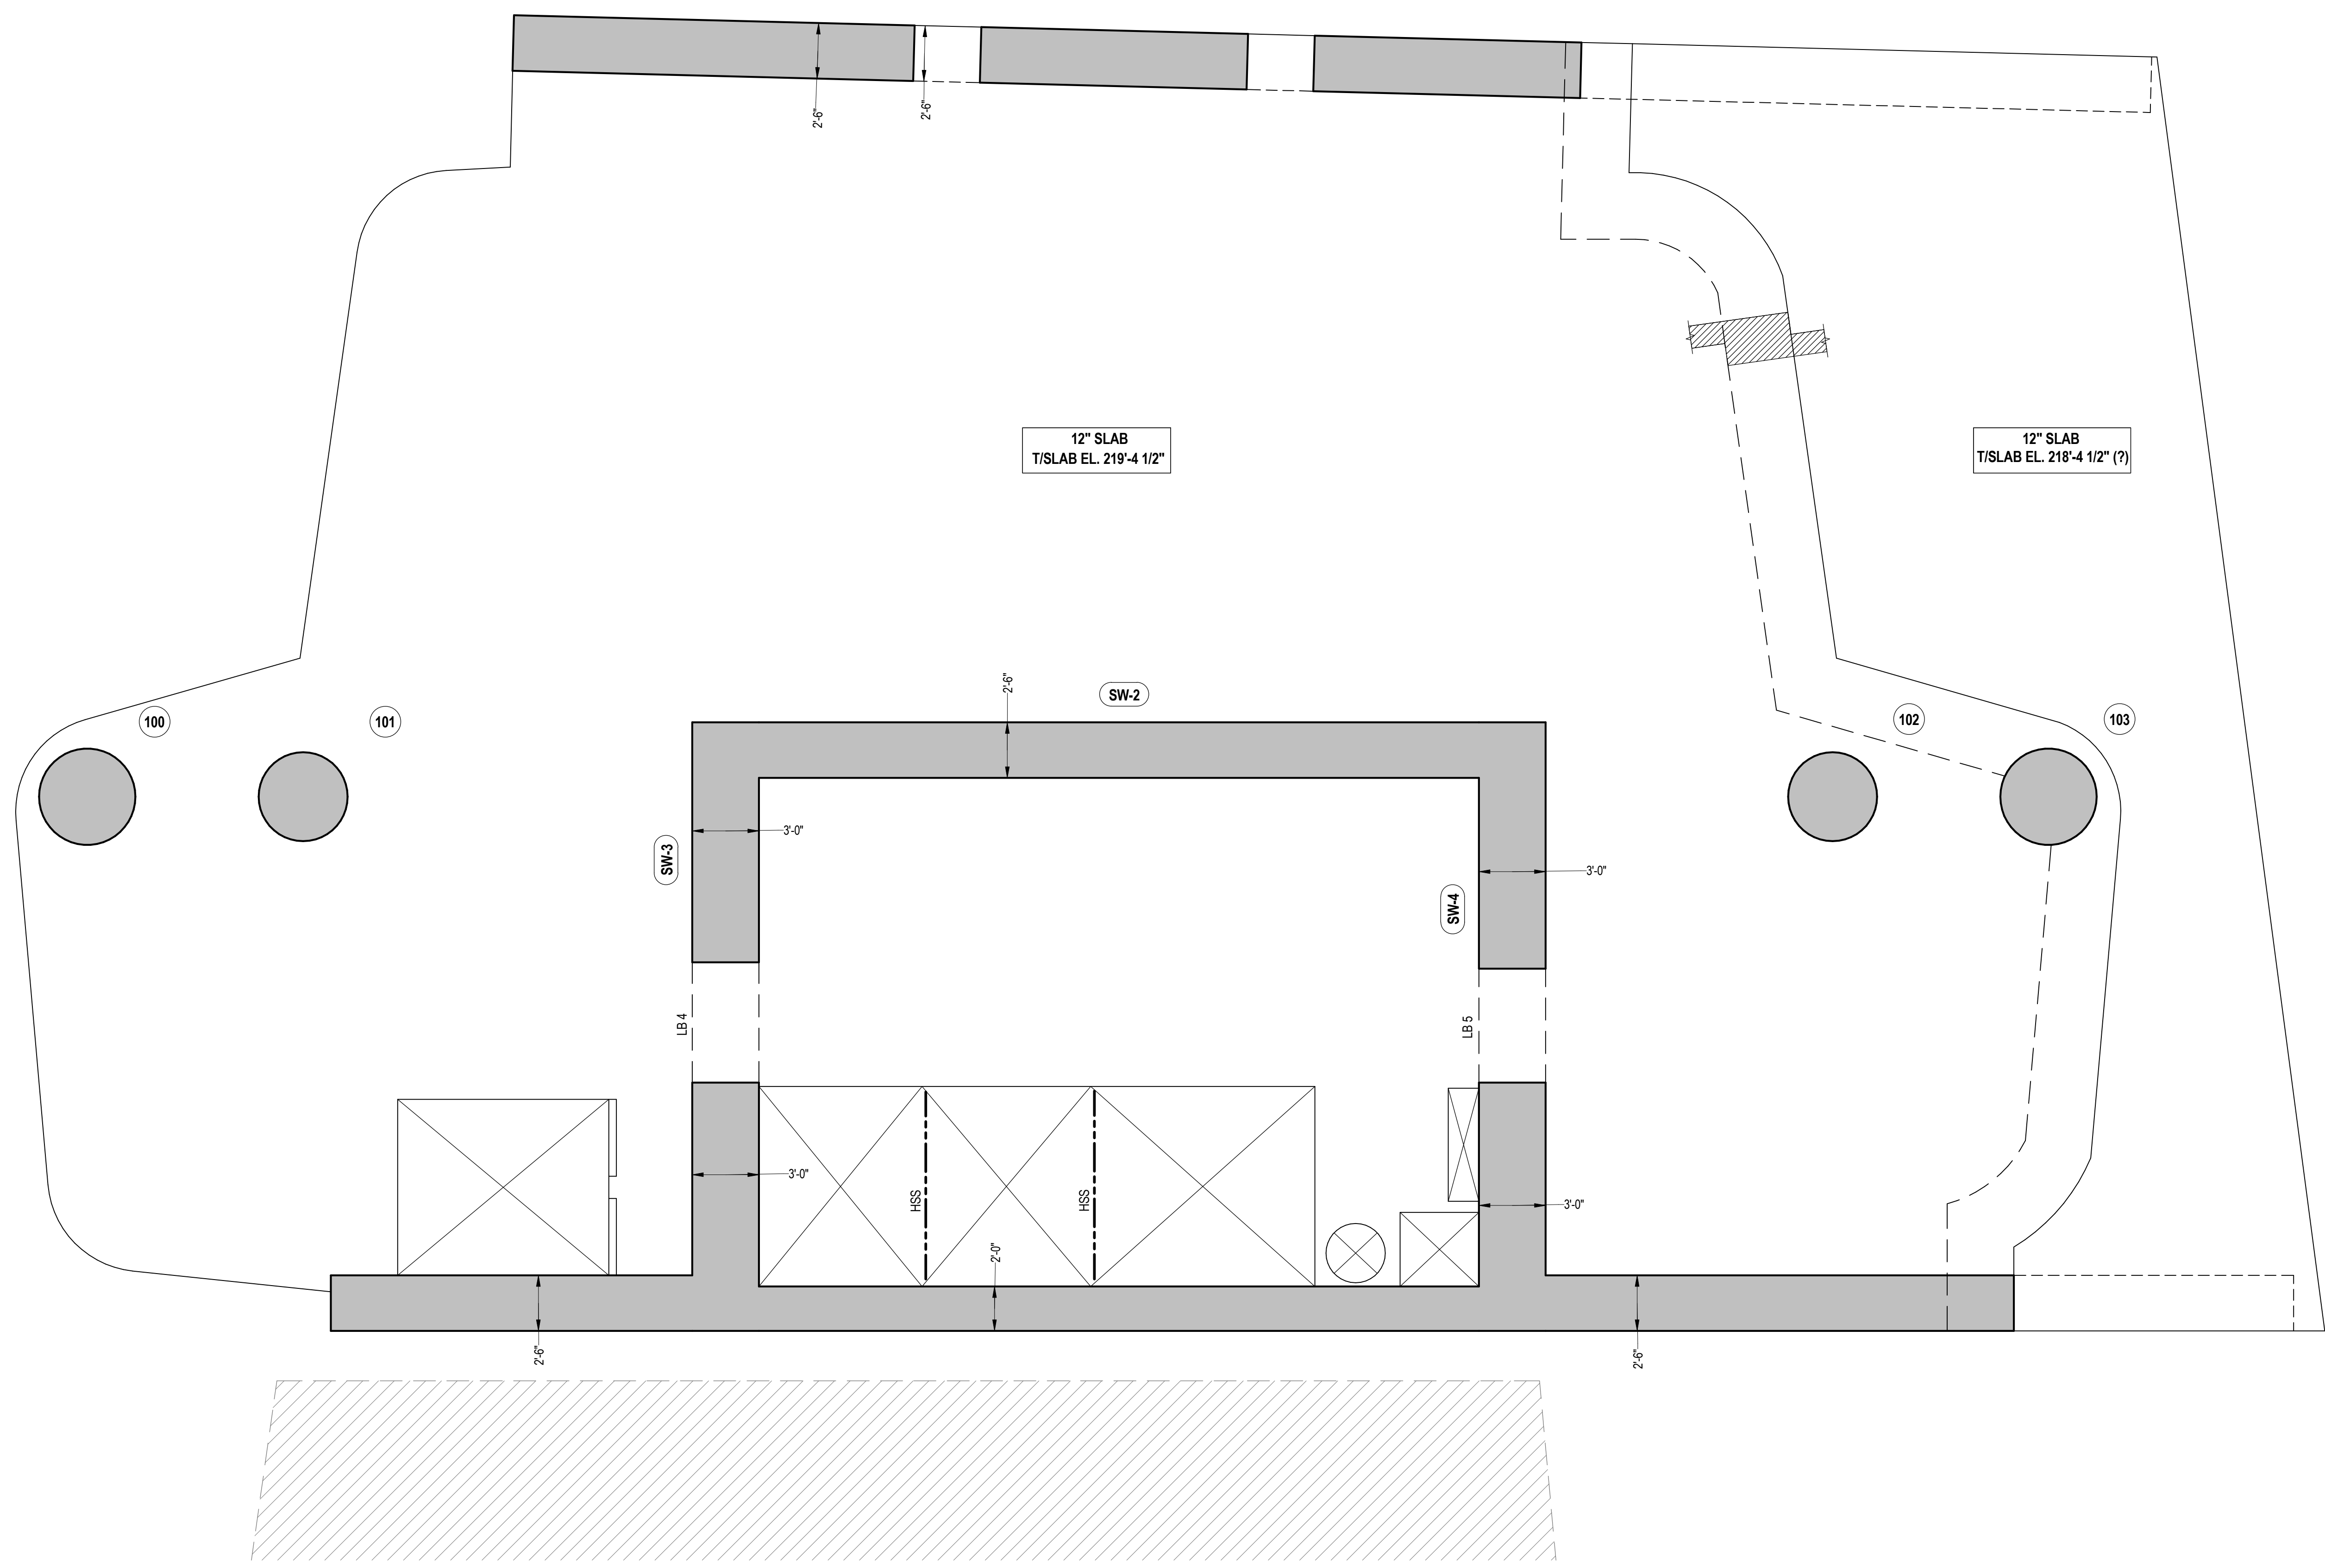 2'-6"
2'-6"
12" SLAB
T/SLAB EL. 219'-4 1/2"
12" SLAB
T/SLAB EL. 218'-4 1/2" (?)
2'-6"
SW-2
100
101
102
103
3'-0"
SW-3
3'-0"
SW-4
LB 4
LB 5
3'-0"
HSS
HSS
3'-0"
2'-0"
2'-6"
2'-6"